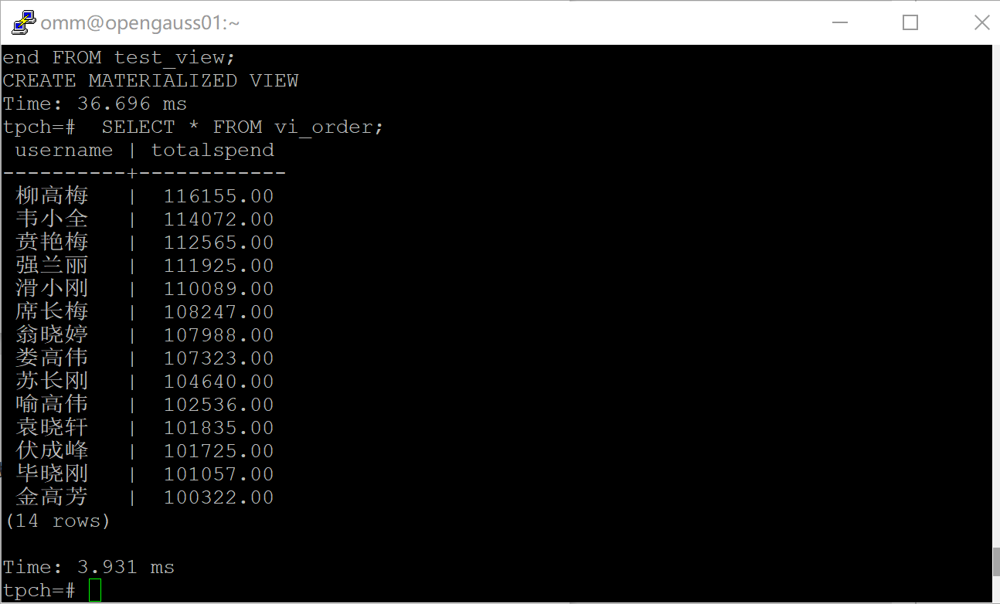 omm@opengauss01:~
end FROM test_view;
CREATE MATERIALIZED VIEW
Time: 36.696 ms
tpch=#  SELECT * FROM vi_order;
 username | totalspend
----------+------------
 柳高梅   |  116155.00
 韦小全   |  114072.00
 贲艳梅   |  112565.00
 强兰丽   |  111925.00
 滑小刚   |  110089.00
 席长梅   |  108247.00
 翁晓婷   |  107988.00
 娄高伟   |  107323.00
 苏长刚   |  104640.00
 喻高伟   |  102536.00
 袁晓轩   |  101835.00
 伏成峰   |  101725.00
 毕晓刚   |  101057.00
 金高芳   |  100322.00
(14 rows)
Time: 3.931 ms
tpch=#